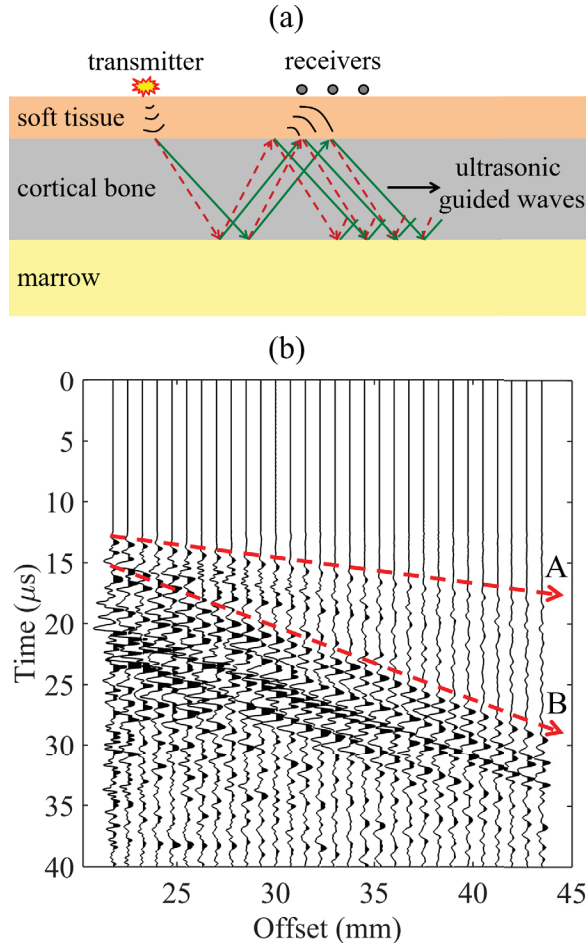 (a)
transmitter
receivers
soft tissue
cortical bone
ultrasonic
guided waves
marrow
(b)
0
5
10
15
20
25
30
35
40
Time (μs)
A
B
25
30
35
40
45
Offset (mm)